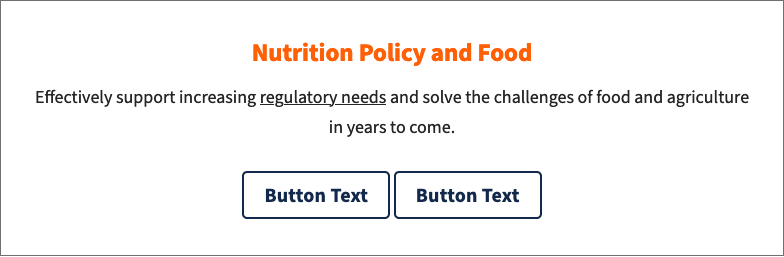 Nutrition Policy and Food
Effectively support increasing regulatory needs and solve the challenges of food and agriculture
in years to come.
Button Text Button Text